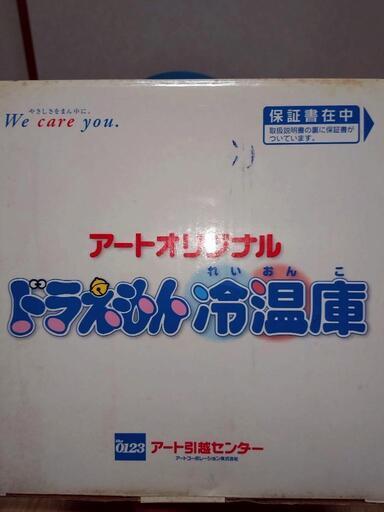 やさしさをまん中に。
We care you.
保証書在中
取扱説明書の裏に保証書が
ついています。
アートオリジナル
れいおんこ
ドラえもん冷温庫
the 0123 アート引越センター
アートコーポレーション株式会社